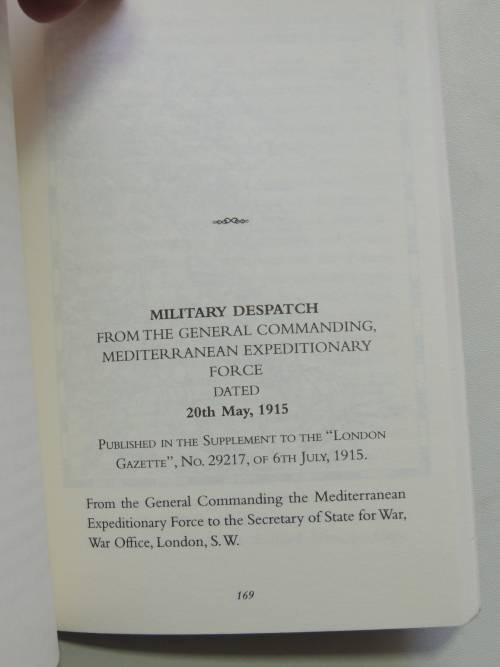 MILITARY DESPATCH
FROM THE GENERAL COMMANDING,
MEDITERRANEAN EXPEDITIONARY
FORCE
DATED
20th May, 1915
PUBLISHED IN THE SUPPLEMENT TO THE “LONDON
GAZETTE”, NO. 29217, OF 6TH JULY, 1915.
From the General Commanding the Mediterranean
Expeditionary Force to the Secretary of State for War,
War Office, London, S. W.
169